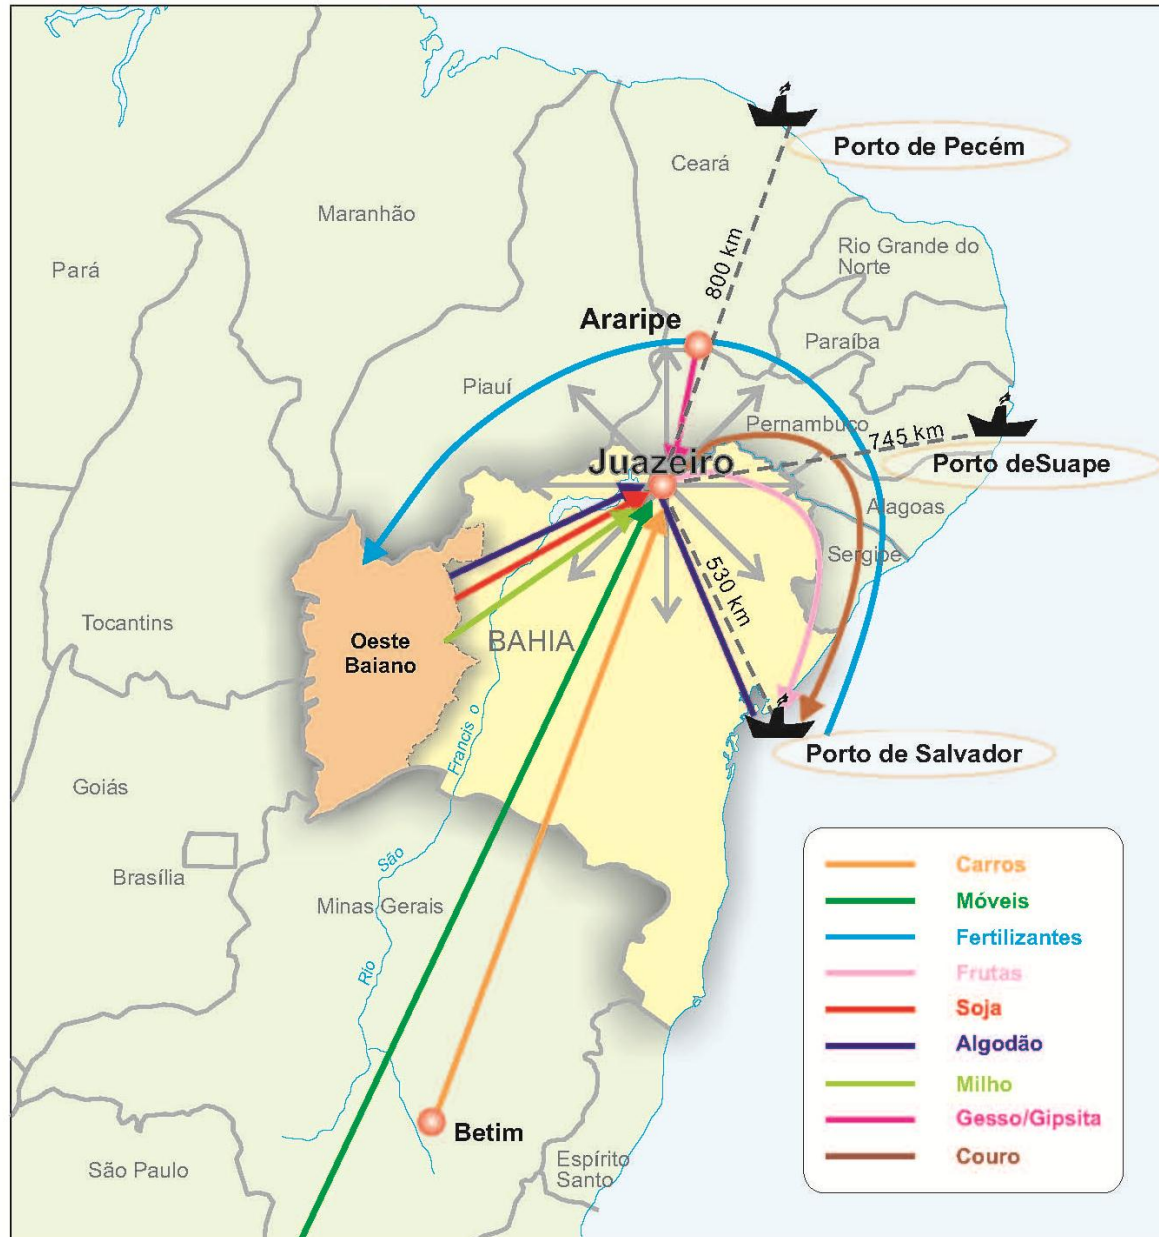 Porto de Pecém
Ceará
Maranhão
Rio Grande do
Norte
Pará
800 km
Araripe
Paraíba
Piauí
Pernambuco
745 km
Juazeiro
Porto deSuape
Alagoas
Sergipe
530 km
Tocantins
Oeste
Baiano
BAHIA
Francis o
Porto de Salvador
Goiás
São
Brasília
Minas Gerais
Rio
Carros
Móveis
Fertilizantes
Frutas
Soja
Algodão
Milho
Gesso/Gipsita
Couro
Betim
São Paulo
Espírito
Santo